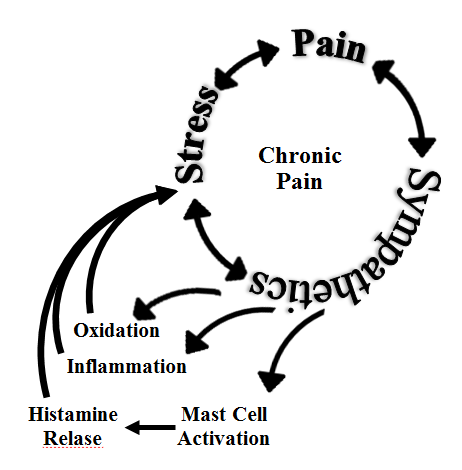 Pain
Stress
Chronic
Pain
Sympathetics
Oxidation
Inflammation
Histamine
Relase
Mast Cell
Activation